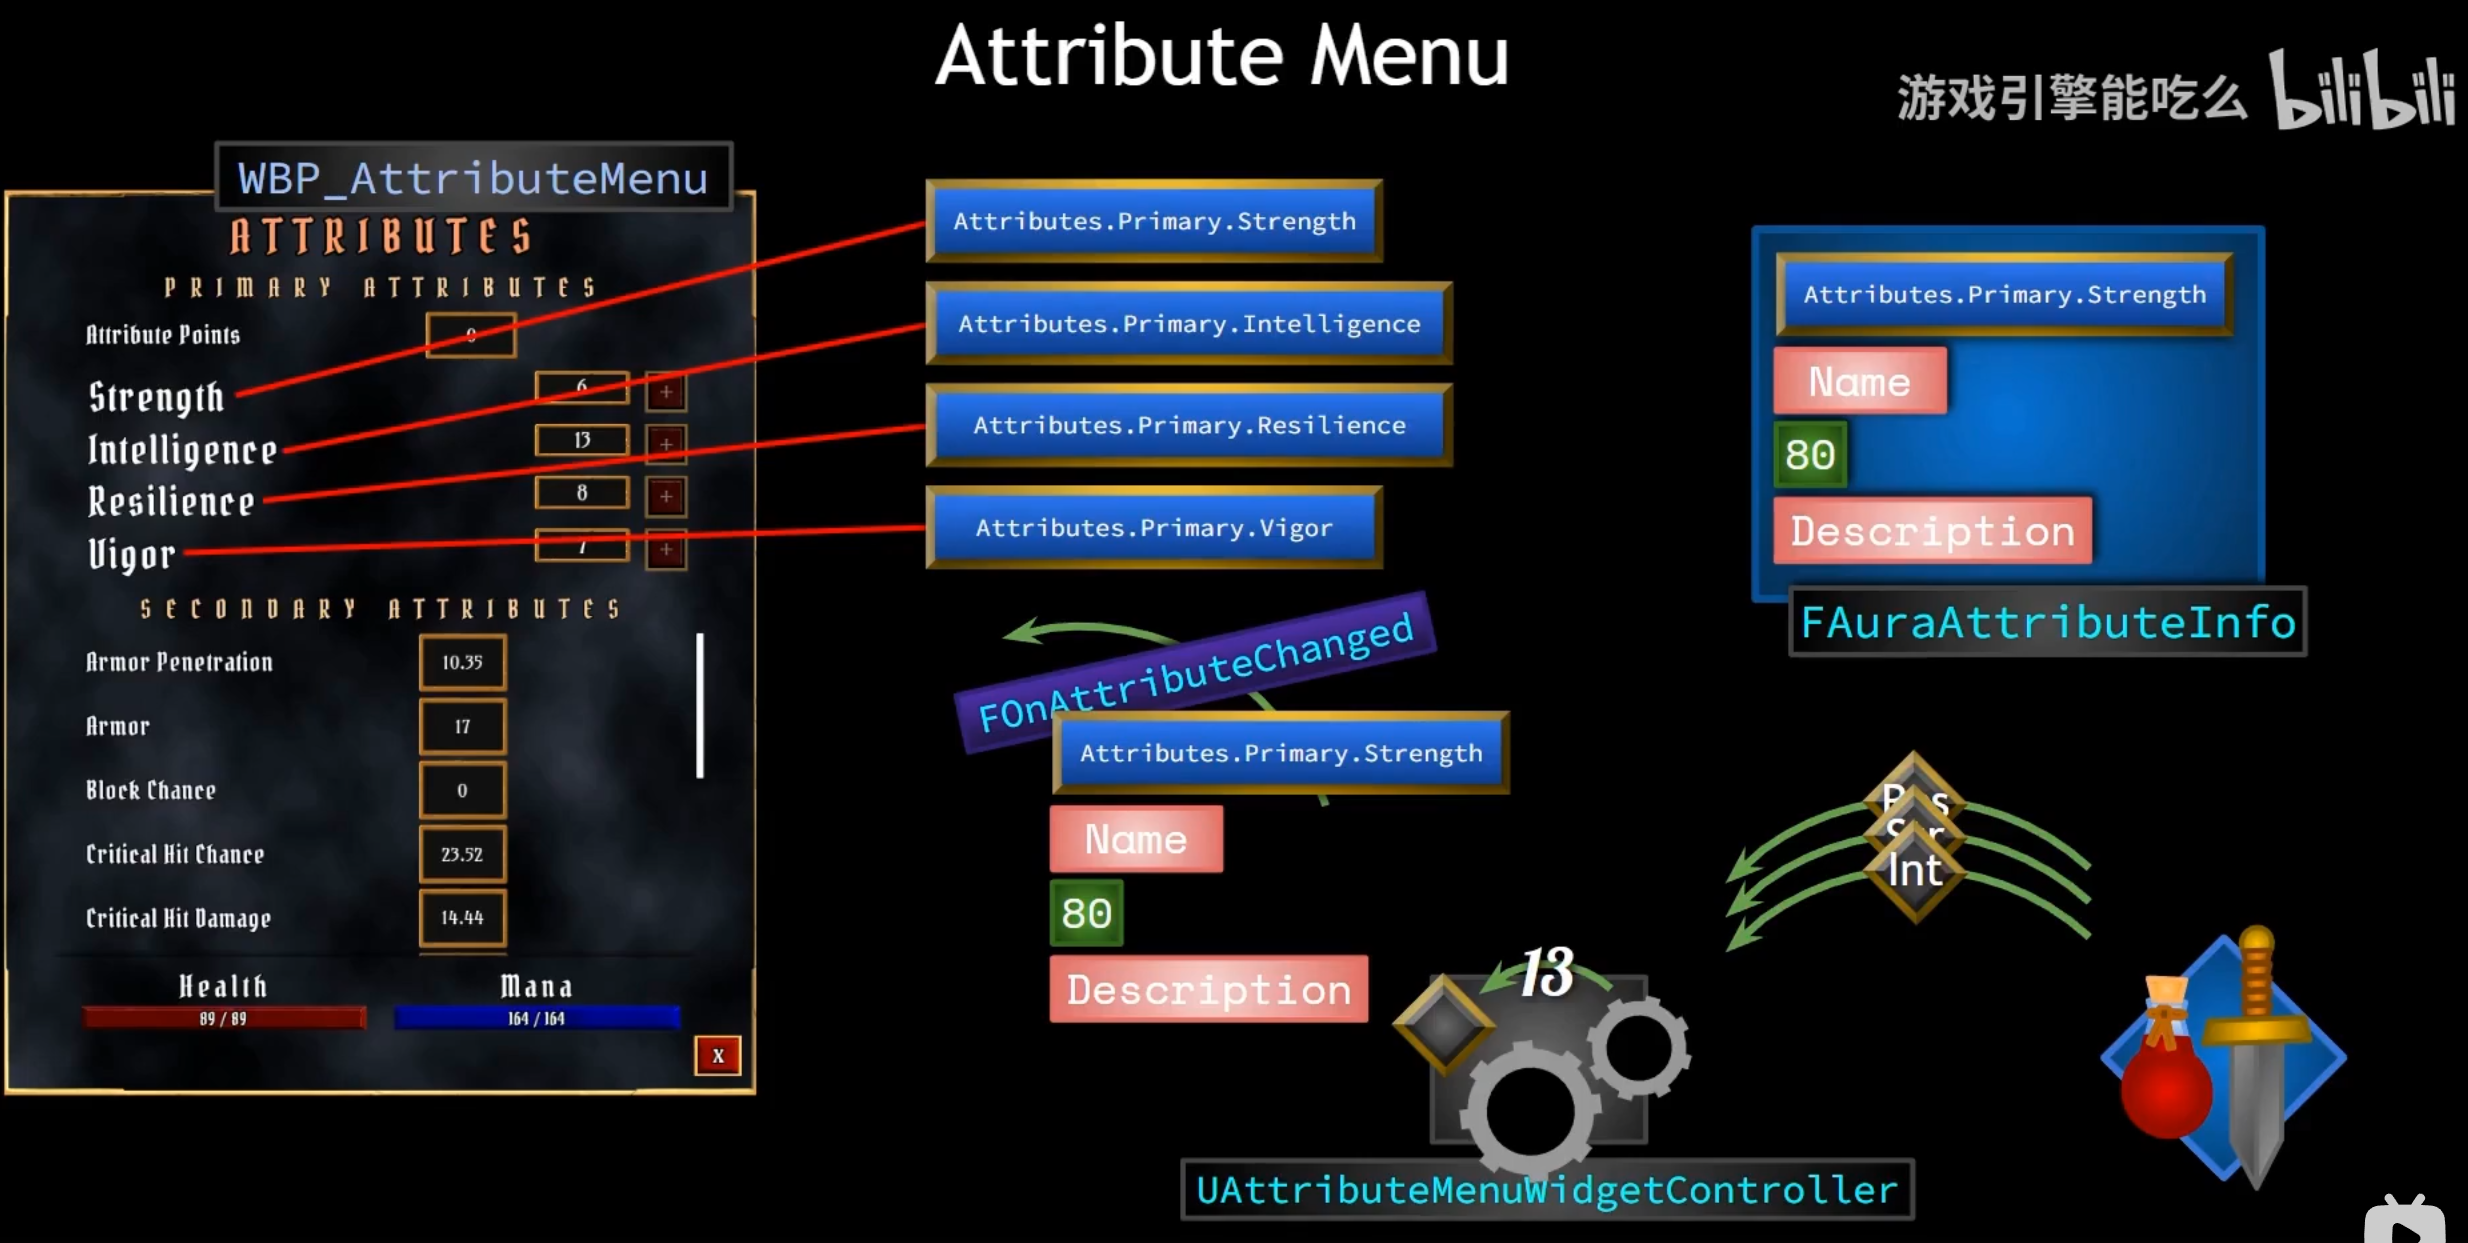 Attribute Menu
游戏引擎能吃么 bilibili
WBP_AttributeMenu
ATTRIBUTES
PRIMARY ATTRIBUTES
Attribute Points
Strength 6 +
Intelligence 13 +
Resilience 8 +
Vigor 7 +
SECONDARY ATTRIBUTES
Armor Penetration 10.35
Armor 17
Block Chance 0
Critical Hit Chance 23.52
Critical Hit Damage 14.44
Health Mana
89 / 89 164 / 164
X
Attributes.Primary.Strength
Attributes.Primary.Intelligence
Attributes.Primary.Resilience
Attributes.Primary.Vigor
FOnAttributeChanged
Attributes.Primary.Strength
Name
80
Description
13
UAttributeMenuWidgetController
Attributes.Primary.Strength
Name
80
Description
FAuraAttributeInfo
Int